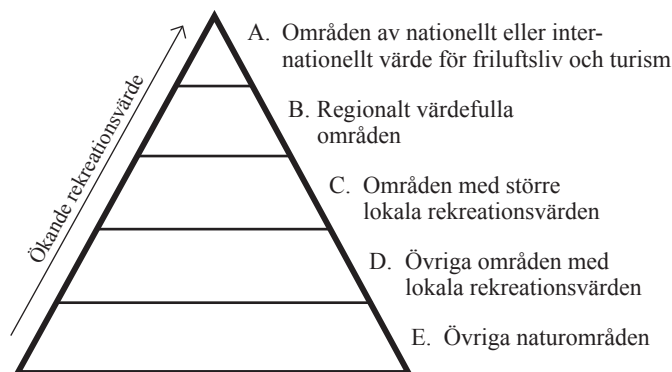 A. Områden av nationellt eller inter-
nationellt värde för friluftsliv och turism
B. Regionalt värdefulla
områden
C. Områden med större
lokala rekreationsvärden
D. Övriga områden med
lokala rekreationsvärden
E. Övriga naturområden
Ökande rekreationsvärde